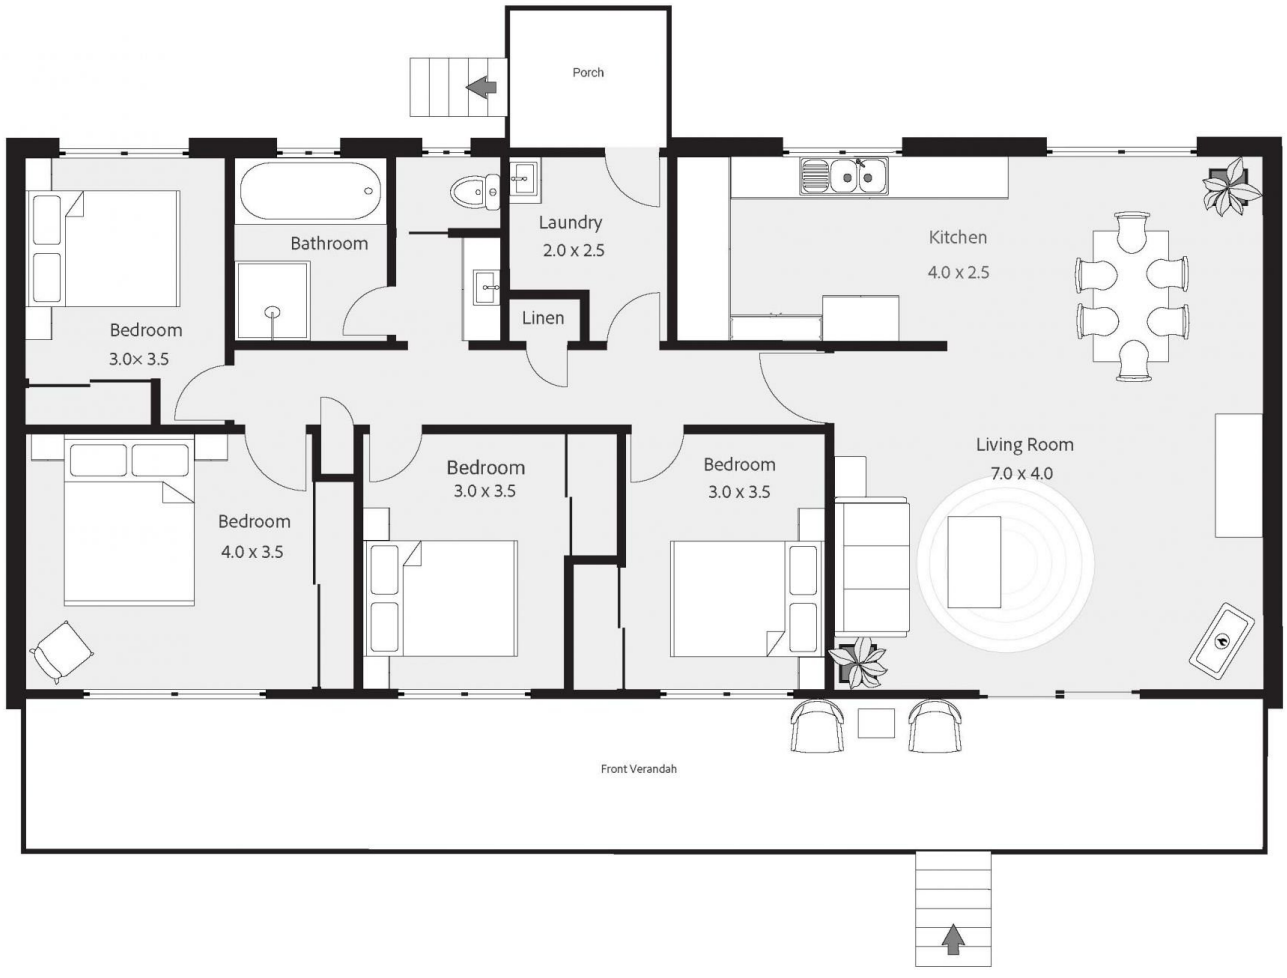 Porch
Laundry
2.0 x 2.5
Bathroom
Kitchen
4.0 x 2.5
Linen
Bedroom
3.0× 3.5
Living Room
7.0 x 4.0
Bedroom
4.0 x 3.5
Bedroom
3.0 x 3.5
Bedroom
3.0 x 3.5
Front Verandah